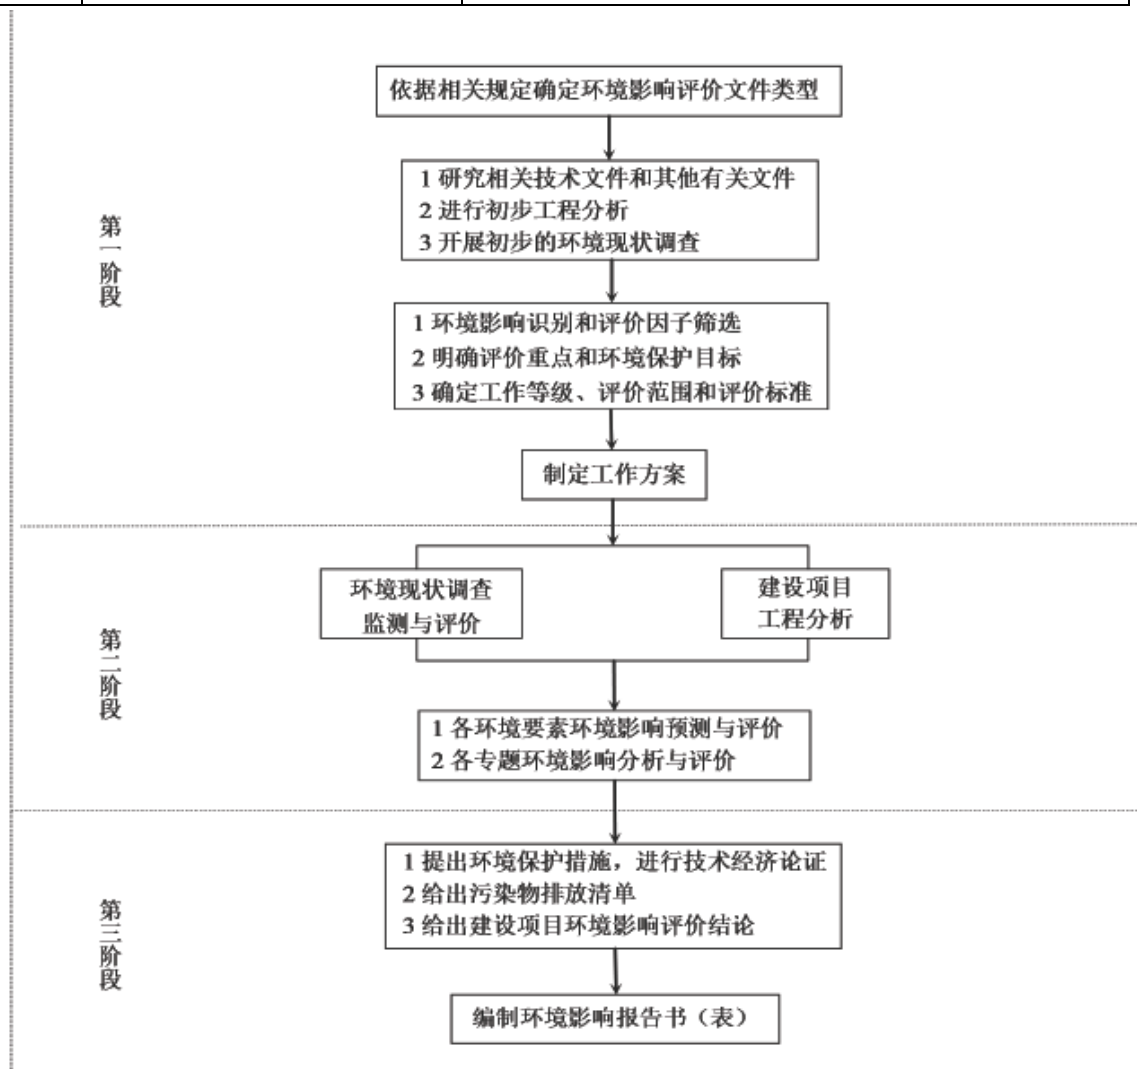 依据相关规定确定环境影响评价文件类型
1 研究相关技术文件和其他有关文件
2 进行初步工程分析
3 开展初步的环境现状调查
第一阶段
1 环境影响识别和评价因子筛选
2 明确评价重点和环境保护目标
3 确定工作等级、评价范围和评价标准
制定工作方案
环境现状调查
监测与评价
建设项目
工程分析
第二阶段
1 各环境要素环境影响预测与评价
2 各专题环境影响分析与评价
1 提出环境保护措施，进行技术经济论证
2 给出污染物排放清单
3 给出建设项目环境影响评价结论
第三阶段
编制环境影响报告书（表）